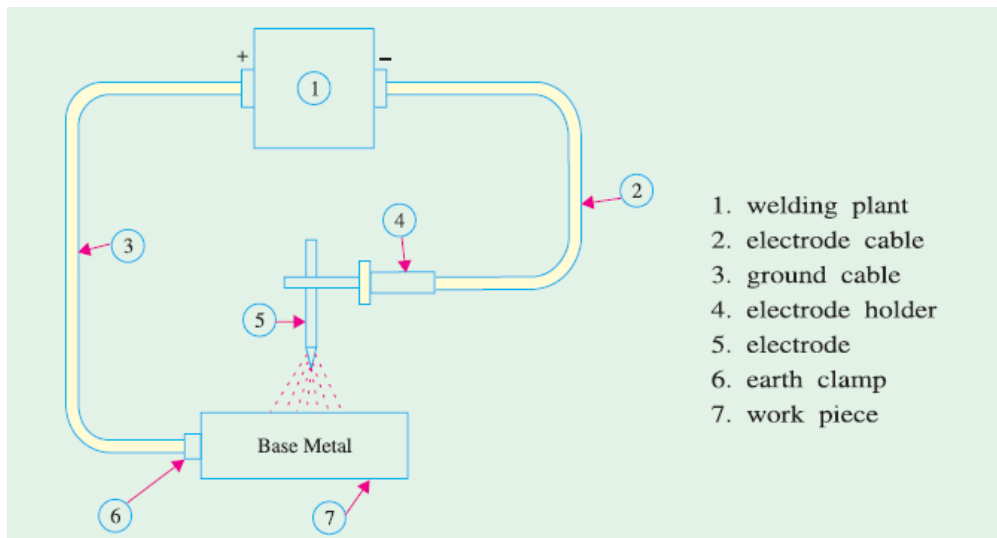 +
−
1
2
3
4
5
6
7
Base Metal
1. welding plant
2. electrode cable
3. ground cable
4. electrode holder
5. electrode
6. earth clamp
7. work piece